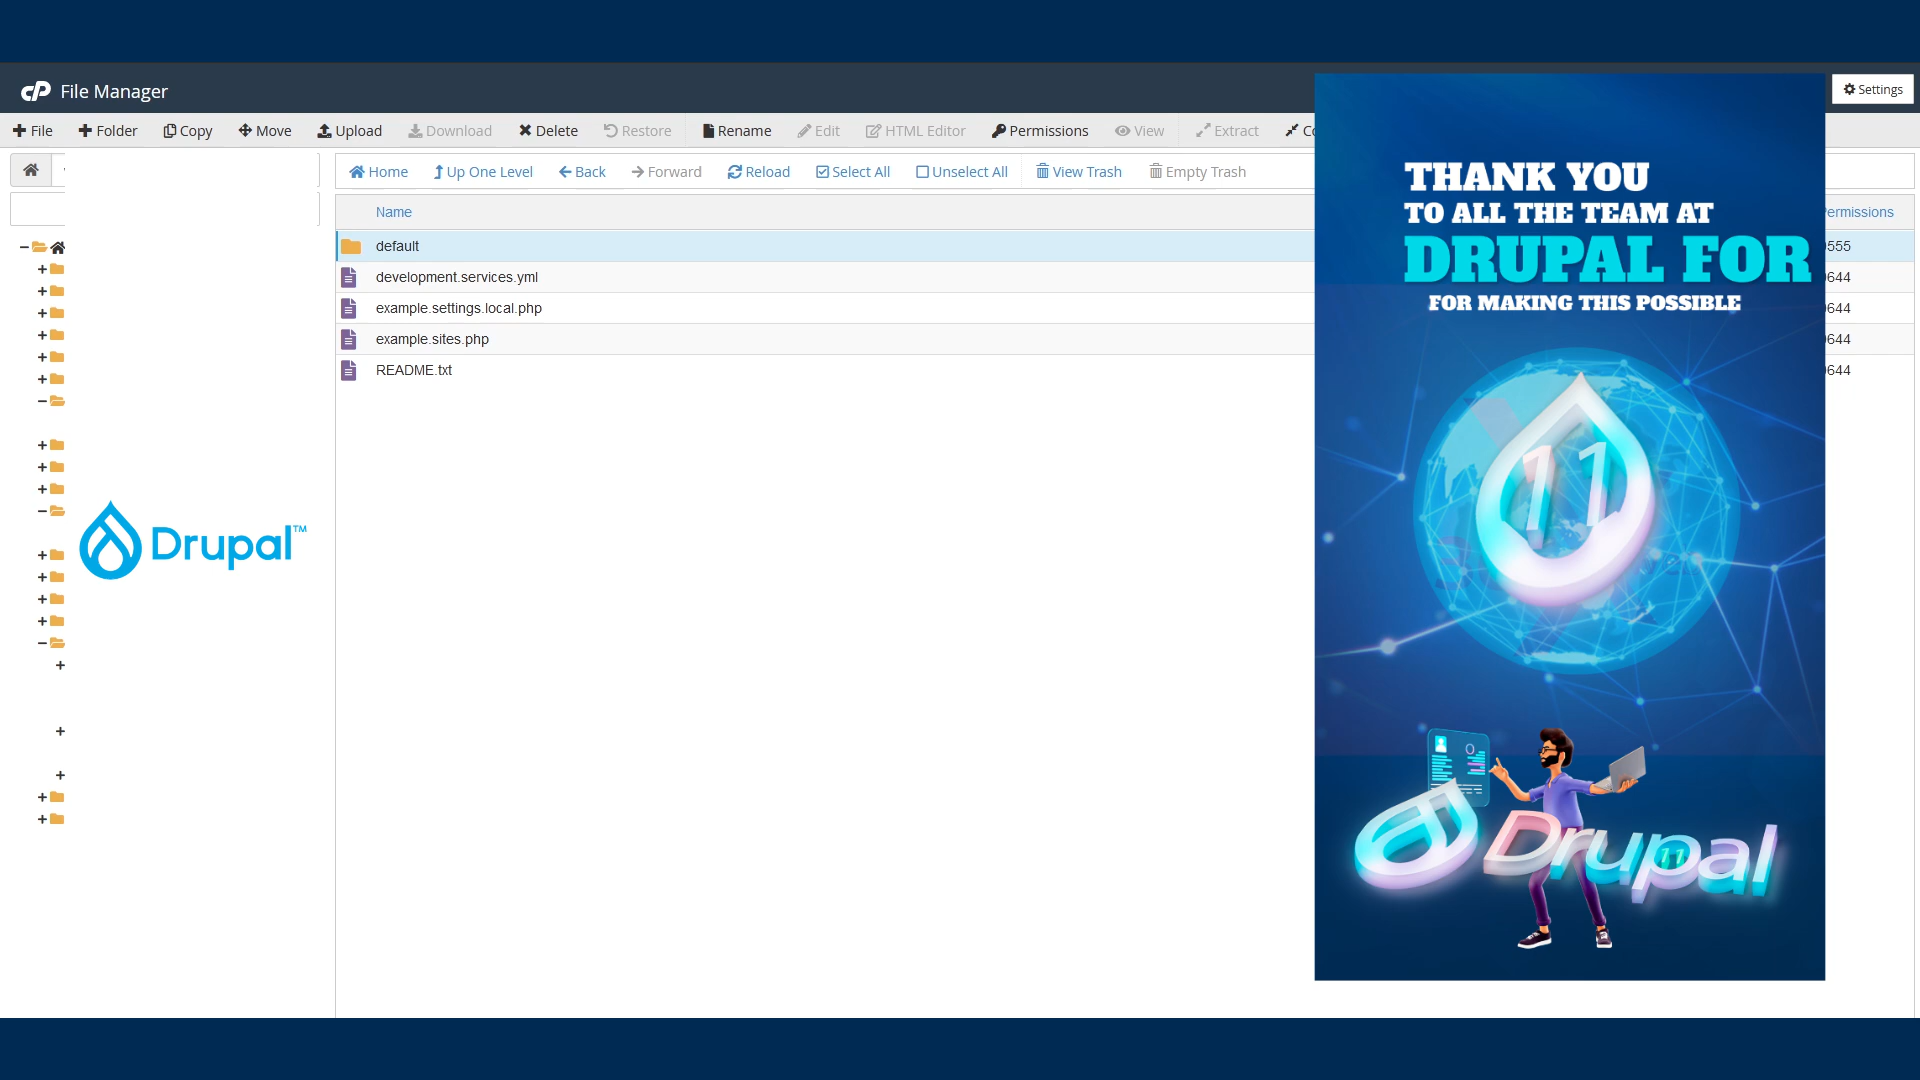 cP File Manager
Settings
File Folder Copy Move Upload Download Delete Restore Rename Edit HTML Editor Permissions View Extract
Home Up One Level Back Forward Reload Select All Unselect All View Trash Empty Trash
Name
default
development.services.yml
example.settings.local.php
example.sites.php
README.txt
Drupal™
THANK YOU
TO ALL THE TEAM AT
DRUPAL FOR
FOR MAKING THIS POSSIBLE
11
Drupal
11
ermissions
555
644
644
644
644